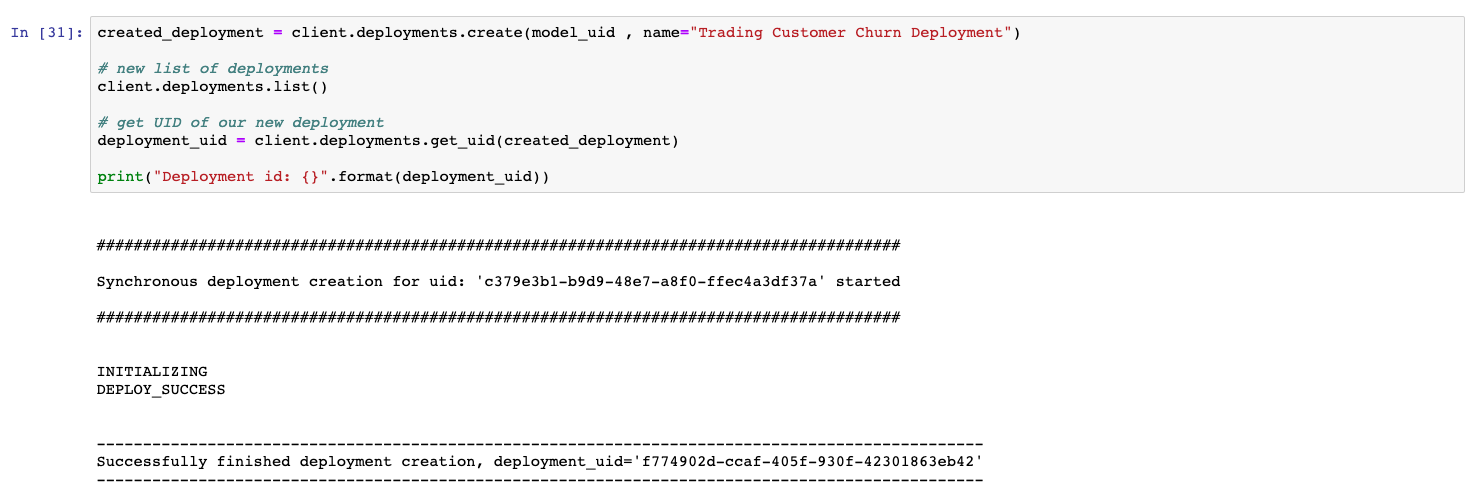 In [31]: created_deployment = client.deployments.create(model_uid , name="Trading Customer Churn Deployment")
# new list of deployments
client.deployments.list()
# get UID of our new deployment
deployment_uid = client.deployments.get_uid(created_deployment)
print("Deployment id: {}".format(deployment_uid))
#######################################################################################
Synchronous deployment creation for uid: 'c379e3b1-b9d9-48e7-a8f0-ffec4a3df37a' started
#######################################################################################
INITIALIZING
DEPLOY_SUCCESS
------------------------------------------------------------------------------------------------
Successfully finished deployment creation, deployment_uid='f774902d-ccaf-405f-930f-42301863eb42'
------------------------------------------------------------------------------------------------